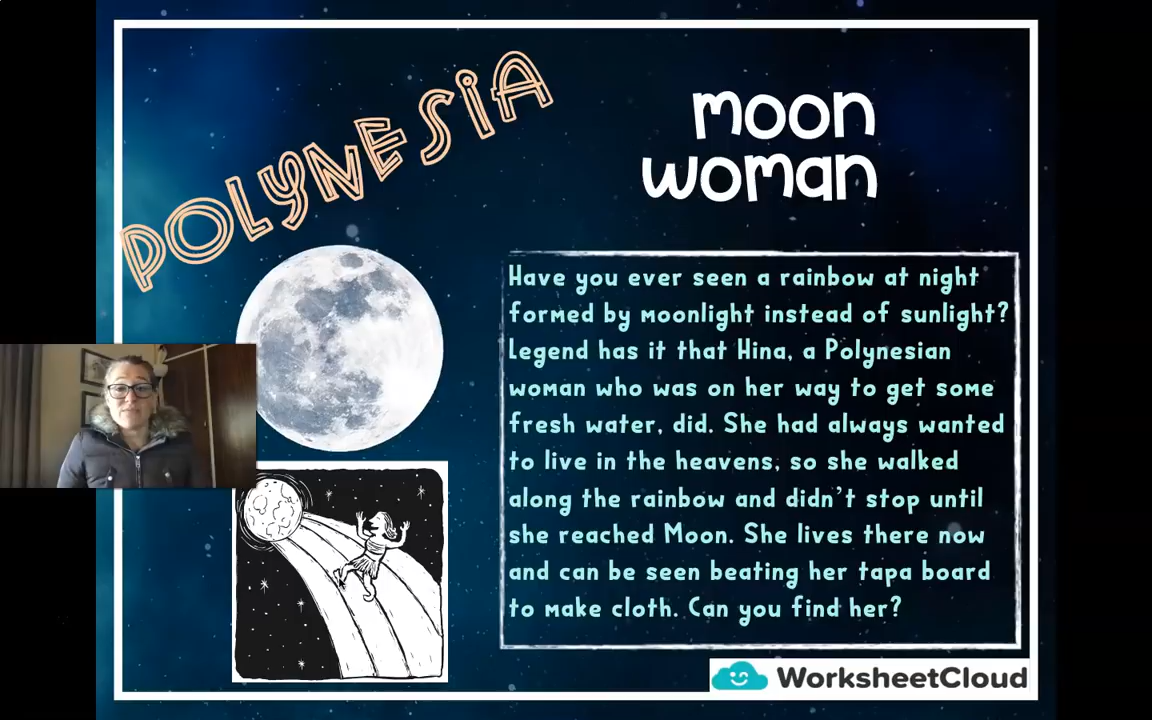 POLYNESIA
moon
woman
Have you ever seen a rainbow at night
formed by moonlight instead of sunlight?
Legend has it that Hina, a Polynesian
woman who was on her way to get some
fresh water, did. She had always wanted
to live in the heavens, so she walked
along the rainbow and didn't stop until
she reached Moon. She lives there now
and can be seen beating her tapa board
to make cloth. Can you find her?
WorksheetCloud